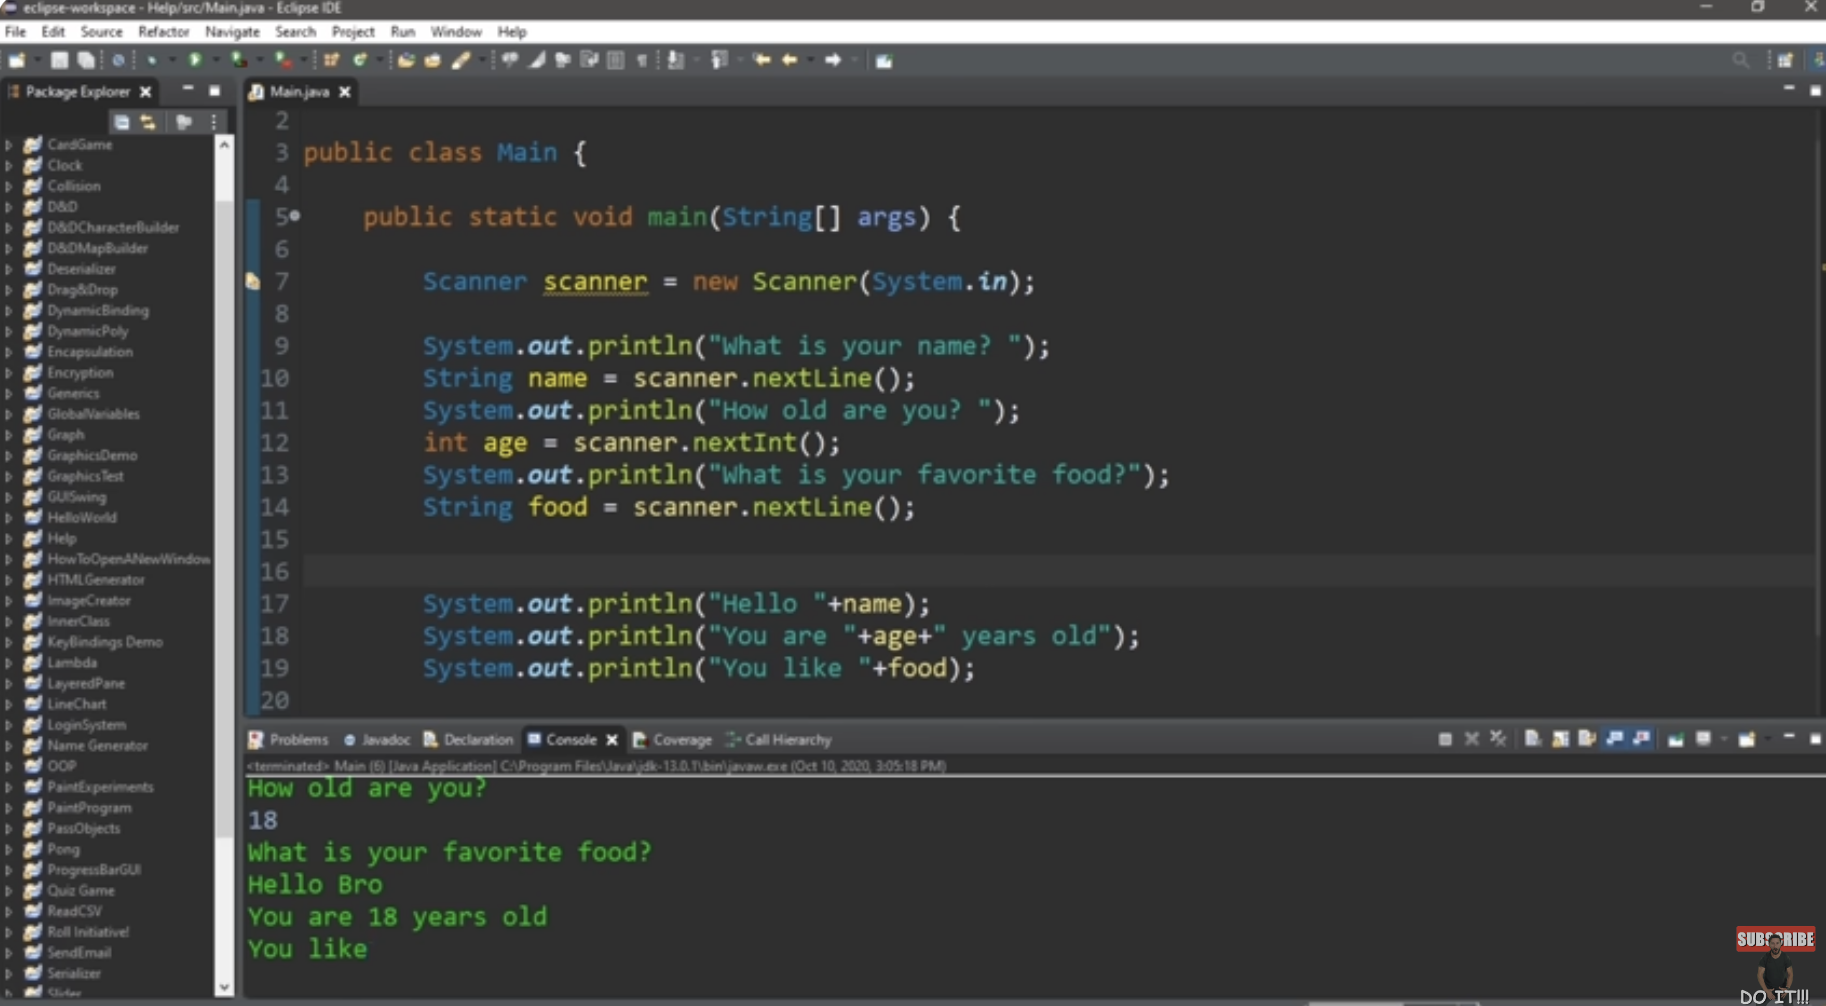 eclipse-workspace - Help/src/Main.java - Eclipse IDE
File Edit Source Refactor Navigate Search Project Run Window Help
Package Explorer
Main.java
CardGame
Clock
Collision
D&D
D&DCharacterBuilder
D&DMapBuilder
Deserializer
Drag&Drop
DynamicBinding
DynamicPoly
Encapsulation
Encryption
Generics
GlobalVariables
Graph
GraphicsDemo
GraphicsTest
GUISwing
HelloWorld
Help
HowToOpenANewWindow
HTMLGenerator
ImageCreator
InnerClass
KeyBindings Demo
Lambda
LayeredPane
LineChart
LoginSystem
Name Generator
OOP
PaintExperiments
PaintProgram
PassObjects
Pong
ProgressBarGUI
Quiz Game
ReadCSV
Roll Initiative!
SendEmail
Serializer
Slider
2
3 public class Main {
4
5 public static void main(String[] args) {
6
7 Scanner scanner = new Scanner(System.in);
8
9 System.out.println("What is your name? ");
10 String name = scanner.nextLine();
11 System.out.println("How old are you? ");
12 int age = scanner.nextInt();
13 System.out.println("What is your favorite food?");
14 String food = scanner.nextLine();
15
16
17 System.out.println("Hello "+name);
18 System.out.println("You are "+age+" years old");
19 System.out.println("You like "+food);
20
Problems Javadoc Declaration Console Coverage Call Hierarchy
<terminated> Main (6) [Java Application] C:\Program Files\Java\jdk-13.0.1\bin\javaw.exe (Oct 10, 2020, 3:05:18 PM)
How old are you?
18
What is your favorite food?
Hello Bro
You are 18 years old
You like
SUBSCRIBE
DO IT!!!